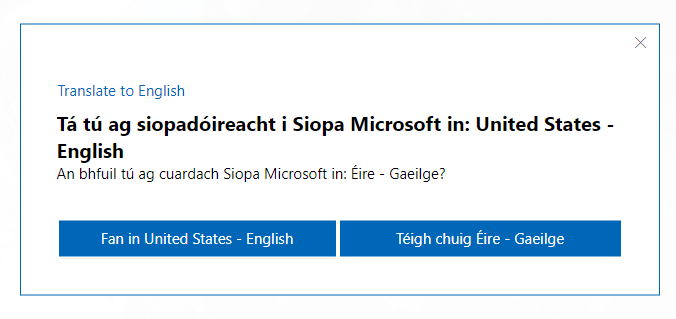 Translate to English
Tá tú ag siopadóireacht i Siopa Microsoft in: United States -
English
An bhfuil tú ag cuardach Siopa Microsoft in: Éire - Gaeilge?
Fan in United States - English
Téigh chuig Éire - Gaeilge